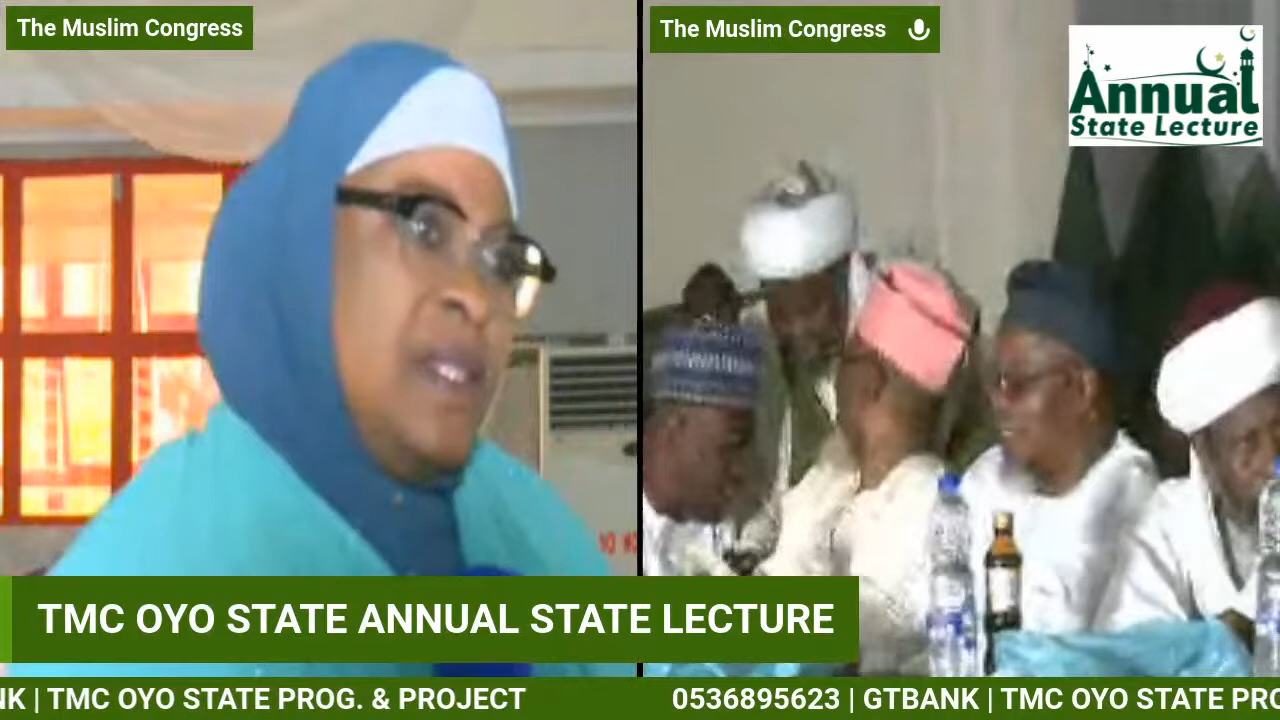 The Muslim Congress
The Muslim Congress
Annual
State Lecture
TMC OYO STATE ANNUAL STATE LECTURE
NK | TMC OYO STATE PROG. & PROJECT 0536895623 | GTBANK | TMC OYO STATE PRO